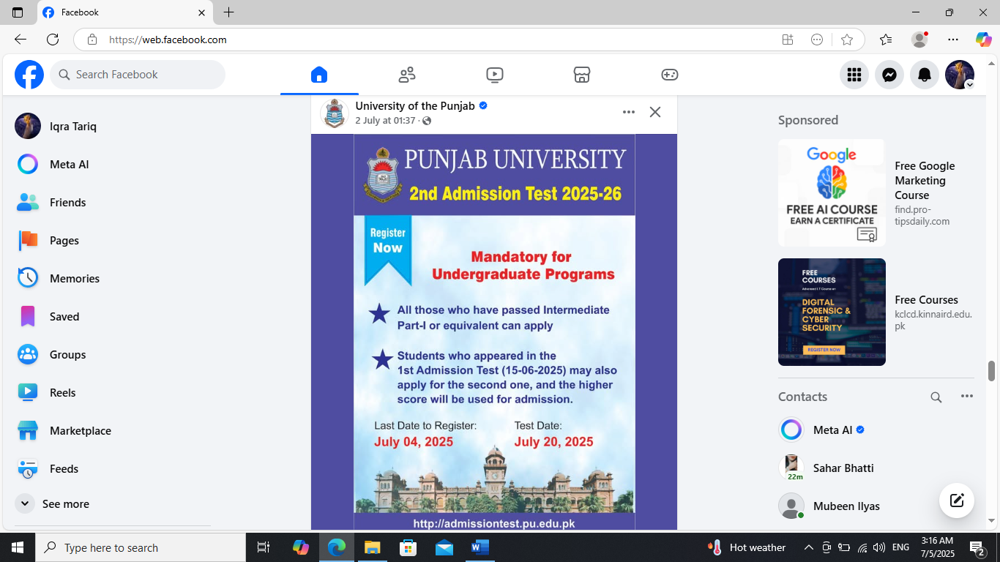 Facebook
https://web.facebook.com
Search Facebook
Iqra Tariq
Meta AI
Friends
Pages
Memories
Saved
Groups
Reels
Marketplace
Feeds
See more
University of the Punjab
2 July at 01:37
PUNJAB UNIVERSITY
2nd Admission Test 2025-26
Register
Now
Mandatory for
Undergraduate Programs
All those who have passed Intermediate
Part-I or equivalent can apply
Students who appeared in the
1st Admission Test (15-06-2025) may also
apply for the second one, and the higher
score will be used for admission.
Last Date to Register:
July 04, 2025
Test Date:
July 20, 2025
http://admissiontest.pu.edu.pk
Sponsored
Google
FREE AI COURSE
EARN A CERTIFICATE
Free Google
Marketing
Course
find.pro-
tipsdaily.com
FREE
COURSES
Advanced I.T Course on
DIGITAL
FORENSIC &
CYBER
SECURITY
REGISTER NOW
Free Courses
kclcd.kinnaird.edu.
pk
Contacts
Meta AI
Sahar Bhatti
22m
Mubeen Ilyas
Type here to search
Hot weather
ENG
3:16 AM
7/5/2025
2